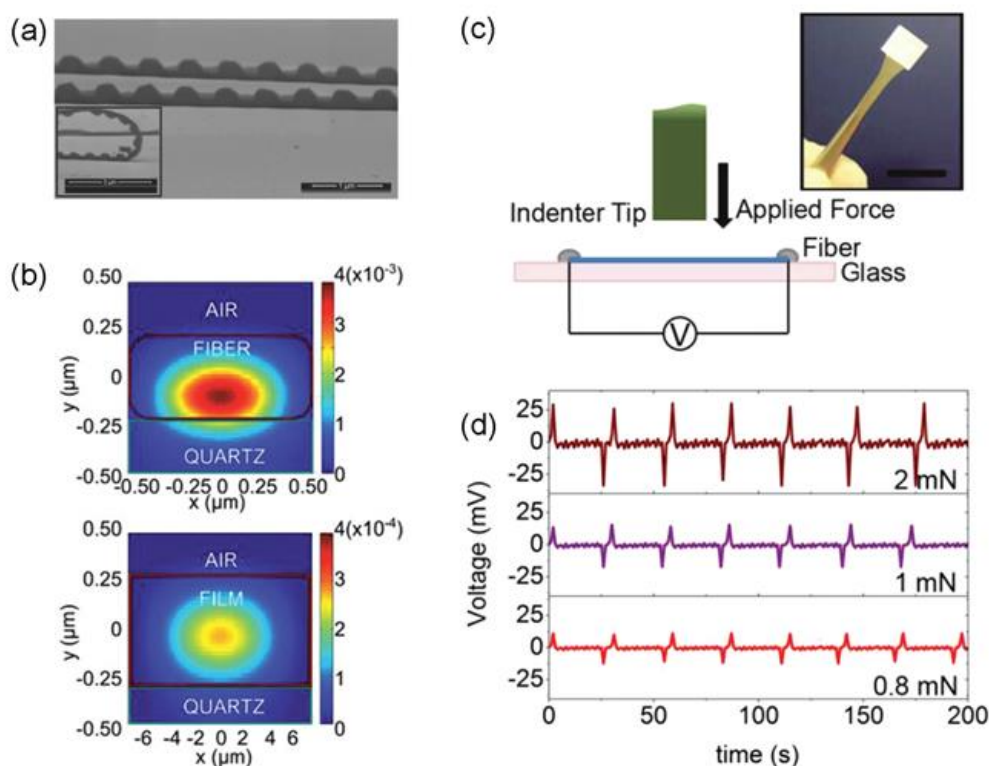 (a)
(b)
0.50
0.25
0
-0.25
-0.50
y (µm)
AIR
FIBER
QUARTZ
-0.50 -0.25 0 0.25 0.50
x (µm)
4(x10⁻³)
3
2
1
0
0.50
0.25
0
-0.25
-0.50
y (µm)
AIR
FILM
QUARTZ
-6 -4 -2 0 2 4 6
x (µm)
4(x10⁻⁴)
3
2
1
0
(c)
Indenter Tip
Applied Force
Fiber
Glass
V
(d)
Voltage (mV)
25
0
-25
2 mN
25
0
-25
1 mN
25
0
-25
0.8 mN
0 50 100 150 200
time (s)